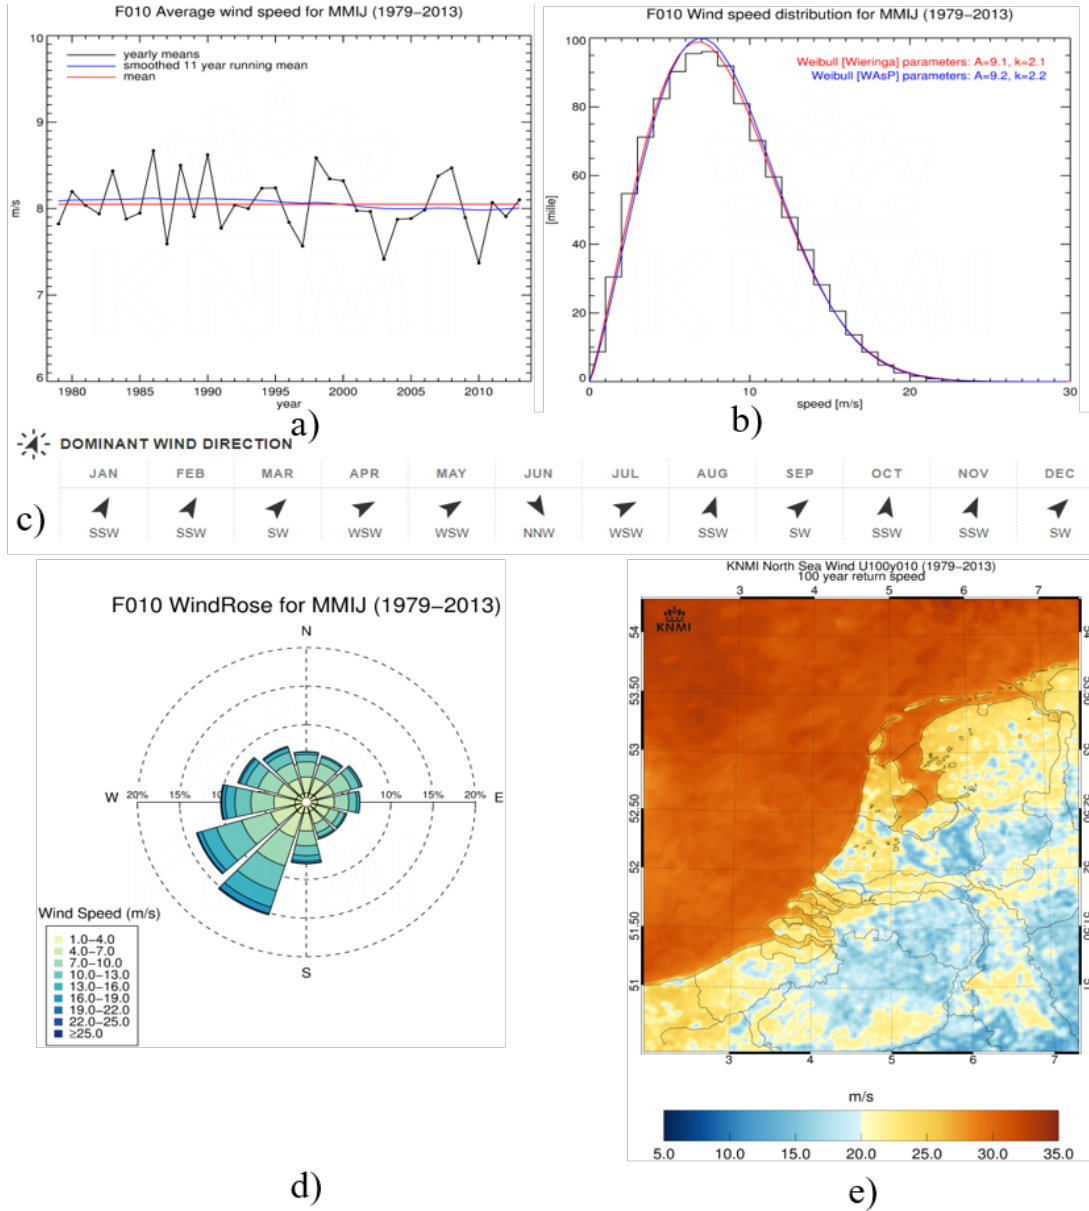 F010 Average wind speed for MMIJ (1979−2013)
10
yearly means
smoothed 11 year running mean
mean
9
m/s
8
KNMI
7
6
1980 1985 1990 1995 2000 2005 2010
year
a)
F010 Wind speed distribution for MMIJ (1979−2013)
100
Weibull [Wieringa] parameters: A=9.1, k=2.1
Weibull [WAsP] parameters: A=9.2, k=2.2
80
60
[mille]
40
KNMI
20
0
0 10 20 30
speed [m/s]
b)
DOMINANT WIND DIRECTION
JAN FEB MAR APR MAY JUN JUL AUG SEP OCT NOV DEC
c)
SSW SSW SW WSW WSW NNW WSW SSW SW SSW SSW SW
F010 WindRose for MMIJ (1979−2013)
N
W 20% 15% 10% 10% 15% 20% E
S
Wind Speed (m/s)
1.0−4.0
4.0−7.0
7.0−10.0
10.0−13.0
13.0−16.0
16.0−19.0
19.0−22.0
22.0−25.0
≥25.0
d)
KNMI North Sea Wind U100y010 (1979−2013)
100 year return speed
3 4 5 6 7
KNMI
54
53.50
53
52.50
52
51.50
51
3 4 5 6 7
m/s
5.0 10.0 15.0 20.0 25.0 30.0 35.0
e)